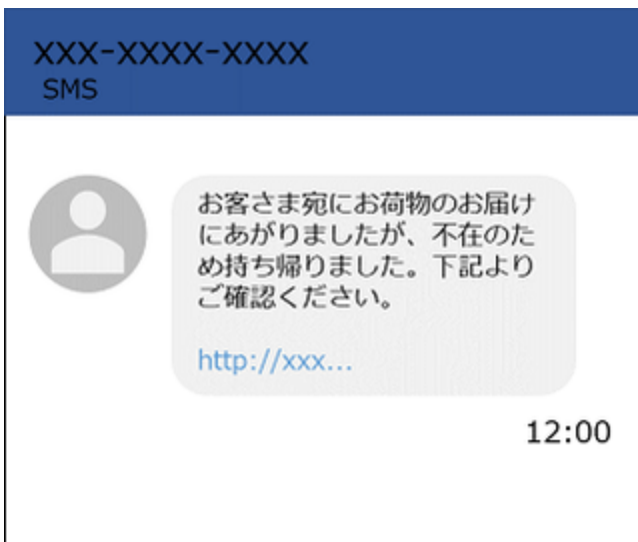 xxx-xxxx-xxxx
SMS
お客さま宛にお荷物のお届け
にあがりましたが、不在のた
め持ち帰りました。下記より
ご確認ください。
http://xxx...
12:00